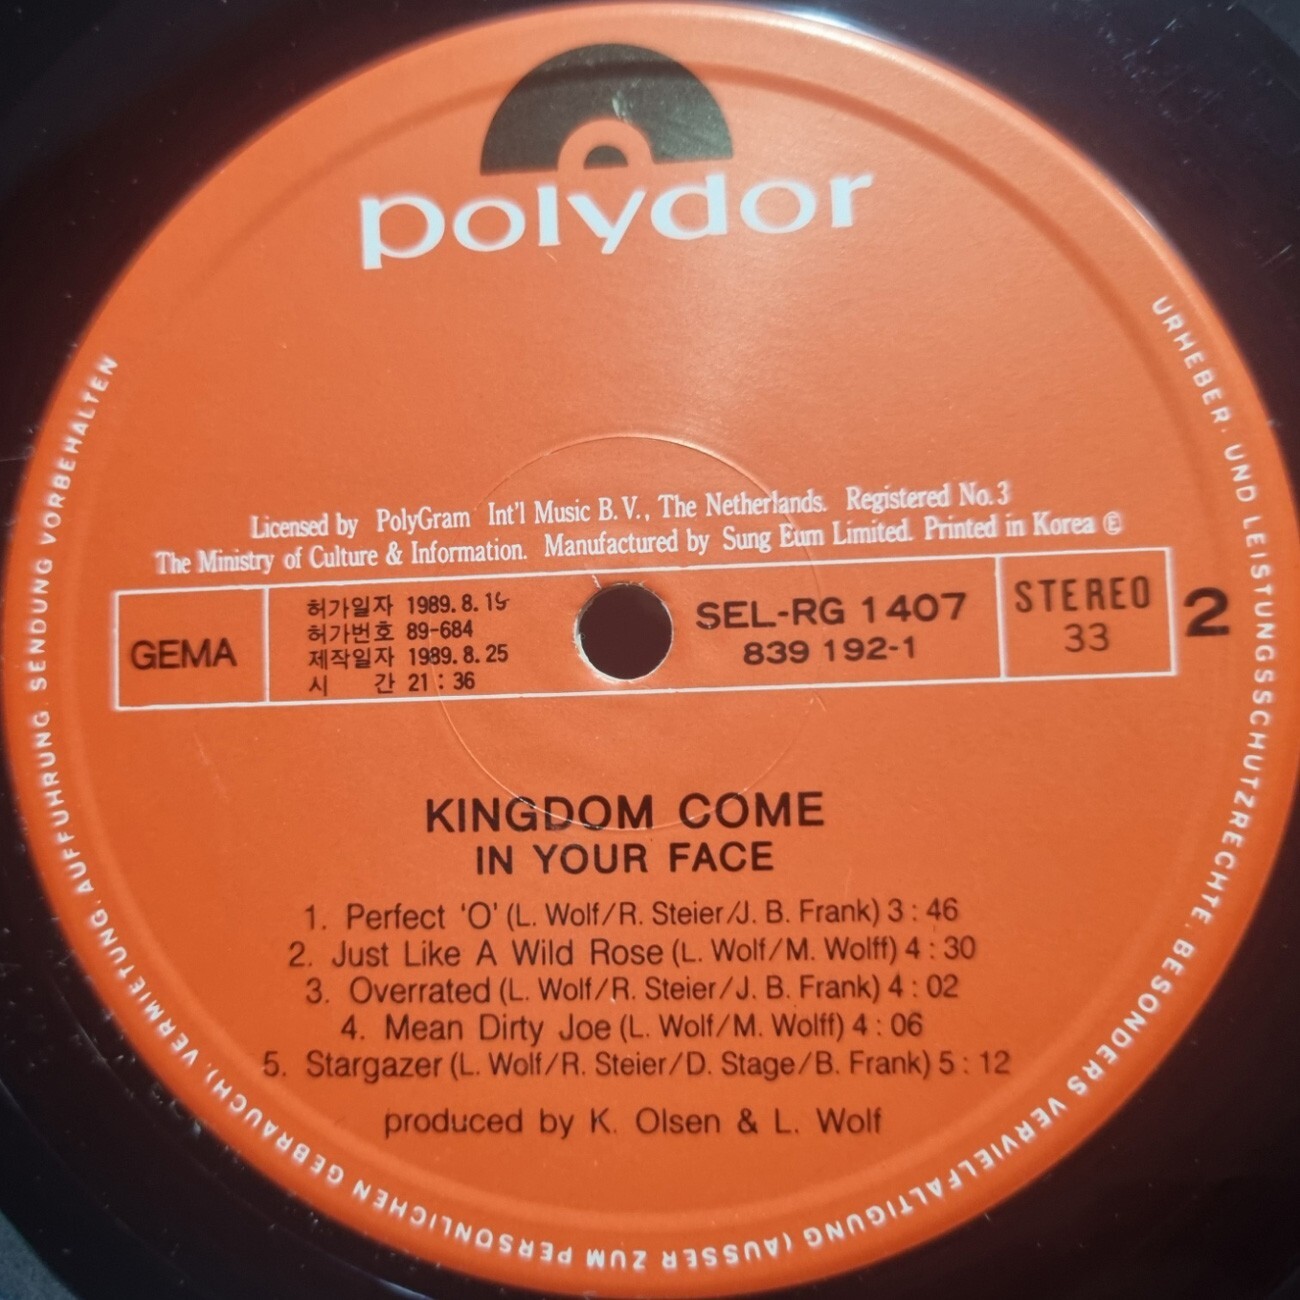 polydor
Licensed by PolyGram Int'l Music B.V., The Netherlands. Registered No.3
The Ministry of Culture & Information. Manufactured by Sung Eum Limited. Printed in Korea Ⓔ
GEMA
허가일자 1989.8.19
허가번호 89-684
제작일자 1989.8.25
시 간 21:36
SEL-RG 1407
839 192-1
STEREO
33
2
KINGDOM COME
IN YOUR FACE
1. Perfect 'O' (L. Wolf/R. Steier/J. B. Frank) 3:46
2. Just Like A Wild Rose (L. Wolf/M. Wolff) 4:30
3. Overrated (L. Wolf/R. Steier/J. B. Frank) 4:02
4. Mean Dirty Joe (L. Wolf/M. Wolff) 4:06
5. Stargazer (L. Wolf/R. Steier/D. Stage/B. Frank) 5:12
produced by K. Olsen & L. Wolf
URHEBER- UND LEISTUNGSSCHUTZRECHTE. BESONDERS VERVIELFALTIGUNG (AUSSER ZUM PERSONLICHEN GEBRAUCH), VERMIETUNG. AUFFUHRUNG. SENDUNG VORBEHALTEN